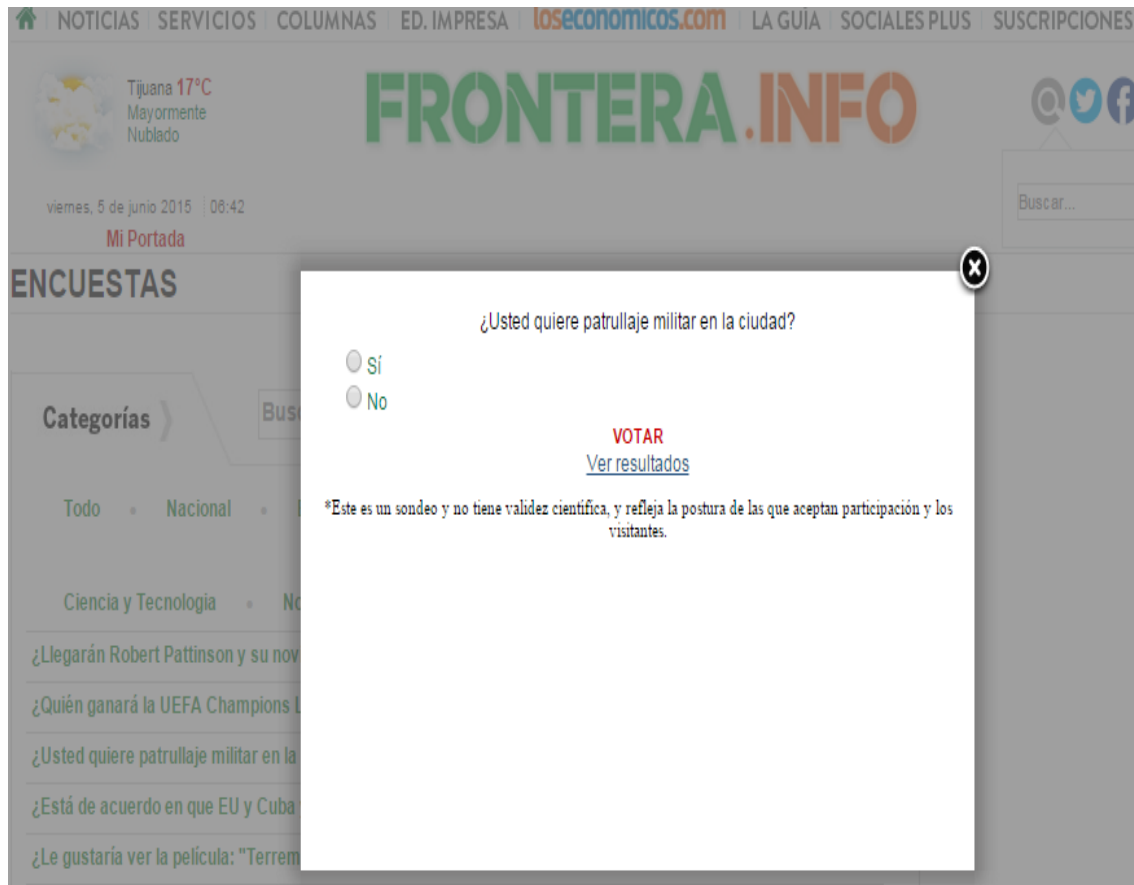 NOTICIAS SERVICIOS COLUMNAS ED. IMPRESA loseconomicos.com LA GUÍA SOCIALES PLUS SUSCRIPCIONES
Tijuana 17°C
Mayormente
Nublado
FRONTERA.INFO
viernes, 5 de junio 2015 06:42
Mi Portada
Buscar...
ENCUESTAS
¿Usted quiere patrullaje militar en la ciudad?
Sí
No
VOTAR
Ver resultados
*Este es un sondeo y no tiene validez científica, y refleja la postura de las que aceptan participación y los
visitantes.
Categorías
Todo Nacional
Ciencia y Tecnologia
¿Llegarán Robert Pattinson y su
¿Quién ganará la UEFA Champions
¿Usted quiere patrullaje militar en la
¿Está de acuerdo en que EU y Cuba
¿Le gustaría ver la película: